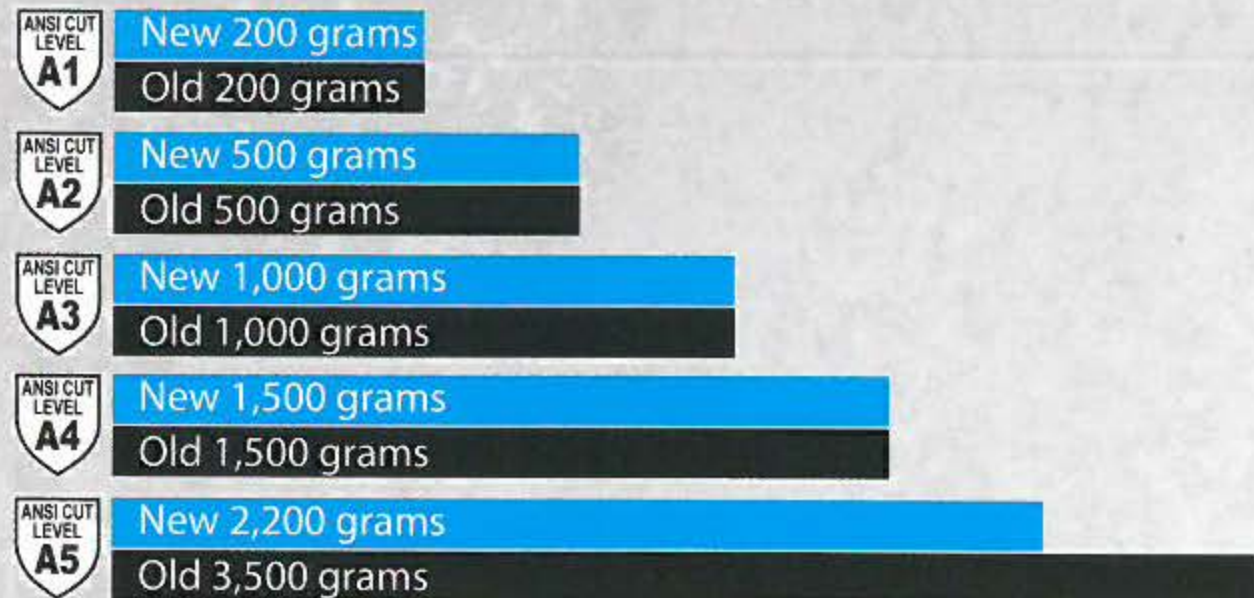 ANSI CUT
LEVEL
A1
New 200 grams
Old 200 grams
ANSI CUT
LEVEL
A2
New 500 grams
Old 500 grams
ANSI CUT
LEVEL
A3
New 1,000 grams
Old 1,000 grams
ANSI CUT
LEVEL
A4
New 1,500 grams
Old 1,500 grams
ANSI CUT
LEVEL
A5
New 2,200 grams
Old 3,500 grams